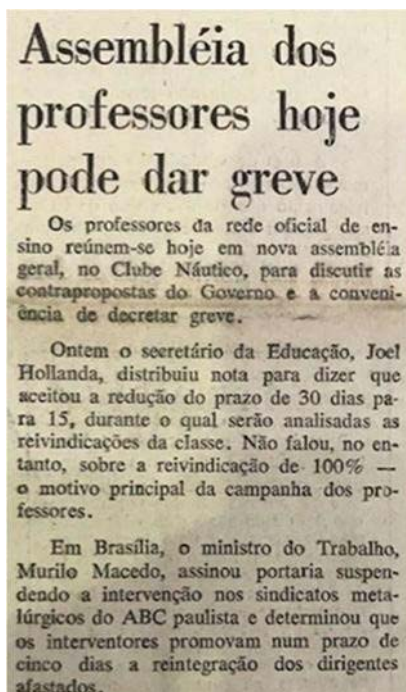 Assembléia dos
professores hoje
pode dar greve
Os professores da rede oficial de en-
sino reúnem-se hoje em nova assembléia
geral, no Clube Náutico, para discutir as
contrapropostas do Governo e a conveni-
ência de decretar greve.
Ontem o secretário da Educação, Joel
Hollanda, distribuiu nota para dizer que
aceitou a redução do prazo de 30 dias pa-
ra 15, durante o qual serão analisadas as
reivindicações da classe. Não falou, no en-
tanto, sobre a reivindicação de 100% —
o motivo principal da campanha dos pro-
fessores.
Em Brasília, o ministro do Trabalho,
Murilo Macedo, assinou portaria suspen-
dendo a intervenção nos sindicatos meta-
lúrgicos do ABC paulista e determinou que
os interventores promovam num prazo de
cinco dias a reintegração dos dirigentes
afastados.